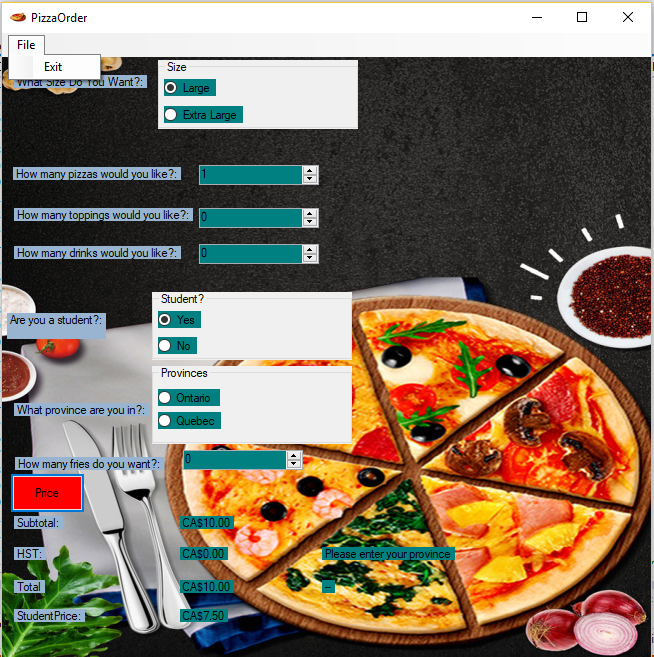 PizzaOrder
File
Exit
What Size Do You Want?:
Size
Large
Extra Large
How many pizzas would you like?: 1
How many toppings would you like?: 0
How many drinks would you like?: 0
Student?
Are you a student?:
Yes
No
Provinces
Ontario
What province are you in?:
Quebec
How many fries do you want?: 0
Price
Subtotal: CA$10.00
HST: CA$0.00 Please enter your province
Total CA$10.00 --
StudentPrice: CA$7.50